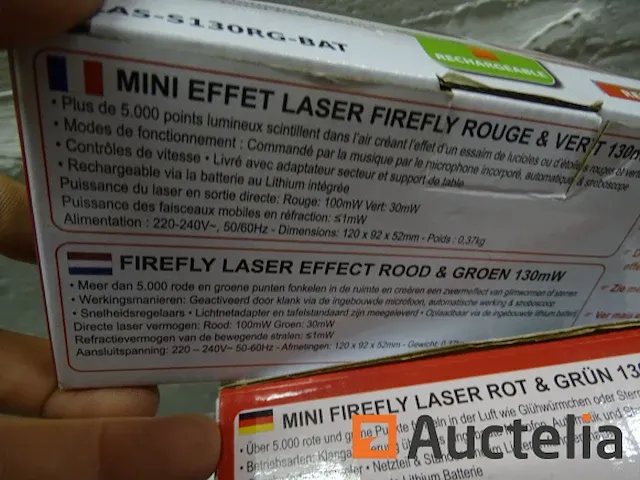 AS-S130RG-BAT
RECHARGEABLE
MINI EFFET LASER FIREFLY ROUGE & VERT 130m
• Plus de 5.000 points lumineux scintillent dans l'air créant l'effet d'un essaim de lucioles ou d'étoiles rouges et vert
• Modes de fonctionnement : Commandé par la musique par le microphone incorporé, automatique & stroboscope
• Contrôles de vitesse • Livré avec adaptateur secteur et support de table
• Rechargeable via la batterie au Lithium intégrée
Puissance du laser en sortie directe: Rouge: 100mW Vert: 30mW
Puissance des faisceaux mobiles en réfraction: ≤1mW
Alimentation : 220-240V~, 50/60Hz - Dimensions: 120 x 92 x 52mm - Poids : 0,37kg
FIREFLY LASER EFFECT ROOD & GROEN 130mW
• Meer dan 5.000 rode en groene punten fonkelen in de ruimte en creëren een zwermeffect van glimwormen of sterren
• Werkingsmanieren: Geactiveerd door klank via de ingebouwde microfoon, automatische werking & stroboscoop
• Snelheidsregelaars • Lichtnetadapter en tafelstandaard zijn meegeleverd • Oplaadbaar via de ingebouwde lithium batterij
Directe laser vermogen: Rood: 100mW Groen: 30mW
Refractievermogen van de bewegende stralen: ≤1mW
Aansluitspanning: 220 – 240V~ 50-60Hz - Afmetingen: 120 x 92 x 52mm - Gewicht: 0,37
Ver mais
MINI FIREFLY LASER ROT & GRÜN 130
• Über 5.000 rote und grüne Punkte in der Luft wie Glühwürmchen oder Stern
• Betriebsarten: Klang
• Netzteil &
Lithium Batterie
Auctelia